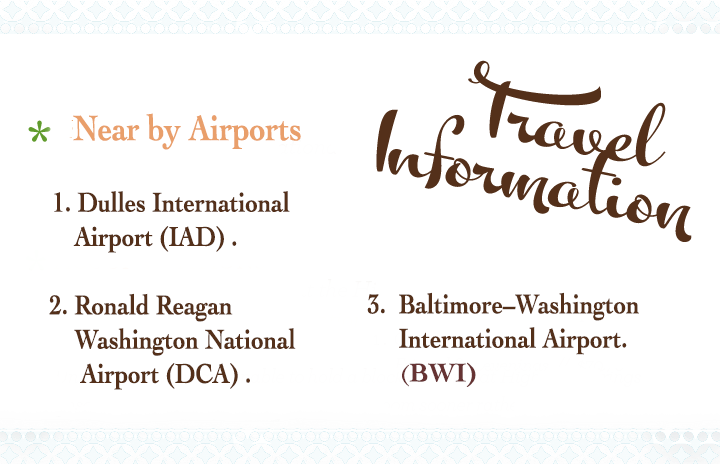 Travel
Information
* Near by Airports
1. Dulles International
Airport (IAD) .
2. Ronald Reagan
Washington National
Airport (DCA) .
3. Baltimore–Washington
International Airport.
(BWI)